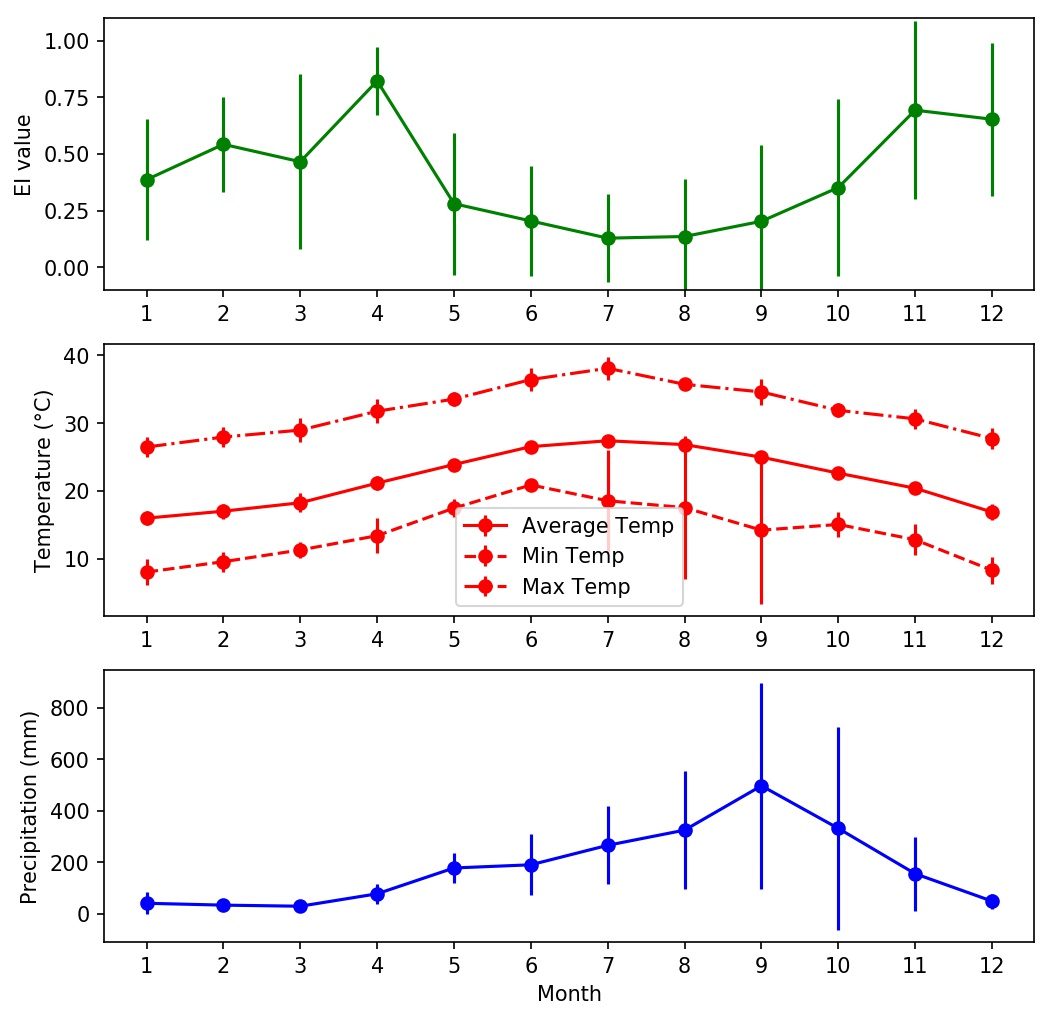 EI value
1.00
0.75
0.50
0.25
0.00
1 2 3 4 5 6 7 8 9 10 11 12
Temperature (°C)
40
30
20
10
Average Temp
Min Temp
Max Temp
1 2 3 4 5 6 7 8 9 10 11 12
Precipitation (mm)
800
600
400
200
0
1 2 3 4 5 6 7 8 9 10 11 12
Month